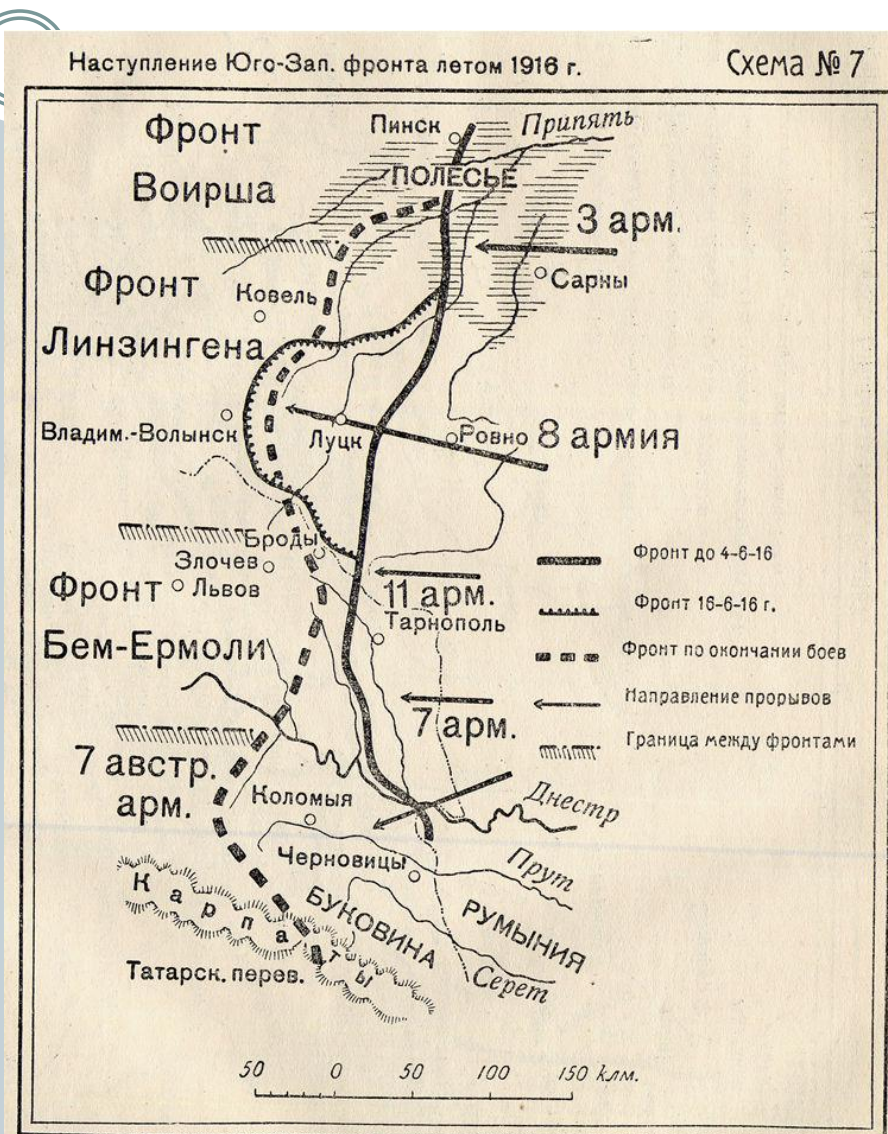 Наступление Юго-Зап. фронта летом 1916 г.
Схема № 7
Фронт
Воирша
Пинск
Припять
ПОЛЕСЬЕ
3 арм.
Сарны
Фронт
Линзингена
Ковель
Владим.-Волынск
Луцк
Ровно
8 армия
Броды
Злочев
Львов
Фронт
Бем-Ермоли
11 арм.
Тарнополь
7 арм.
Фронт до 4-6-16
Фронт 16-6-16 г.
Фронт по окончании боев
Направление прорывов
Граница между фронтами
7 австр.
арм.
Коломыя
Днестр
Черновицы
Прут
Карпаты
БУКОВИНА
РУМЫНИЯ
Татарск. перев.
Серет
50 0 50 100 150 клм.